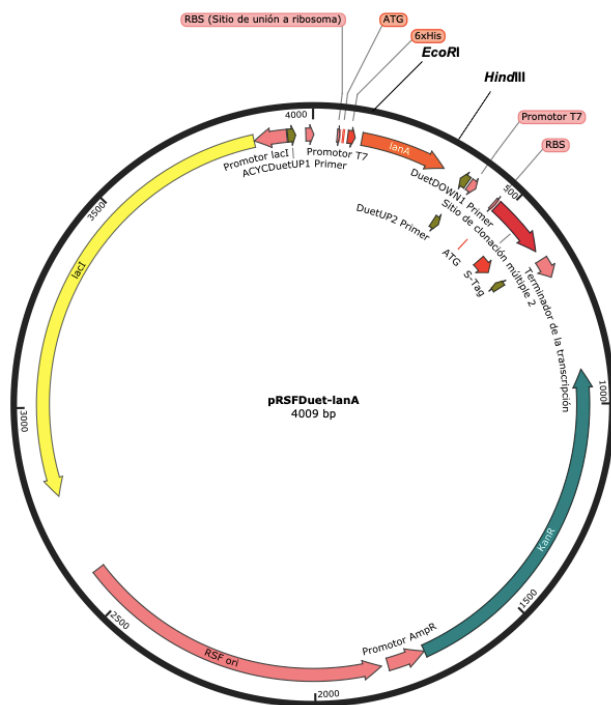 RBS (Sitio de unión a ribosoma)
ATG
6xHis
EcoRI
HindIII
Promotor T7
RBS
4000
500
1000
1500
2000
2500
3000
3500
Promotor lacI
ACYCDuetUP1 Primer
Promotor T7
lanA
DuetDOWN1 Primer
DuetUP2 Primer
Sitio de clonación múltiple 2
ATG
S-Tag
Terminador de la transcripción
lacI
pRSFDuet-lanA
4009 bp
KanR
Promotor AmpR
RSF ori